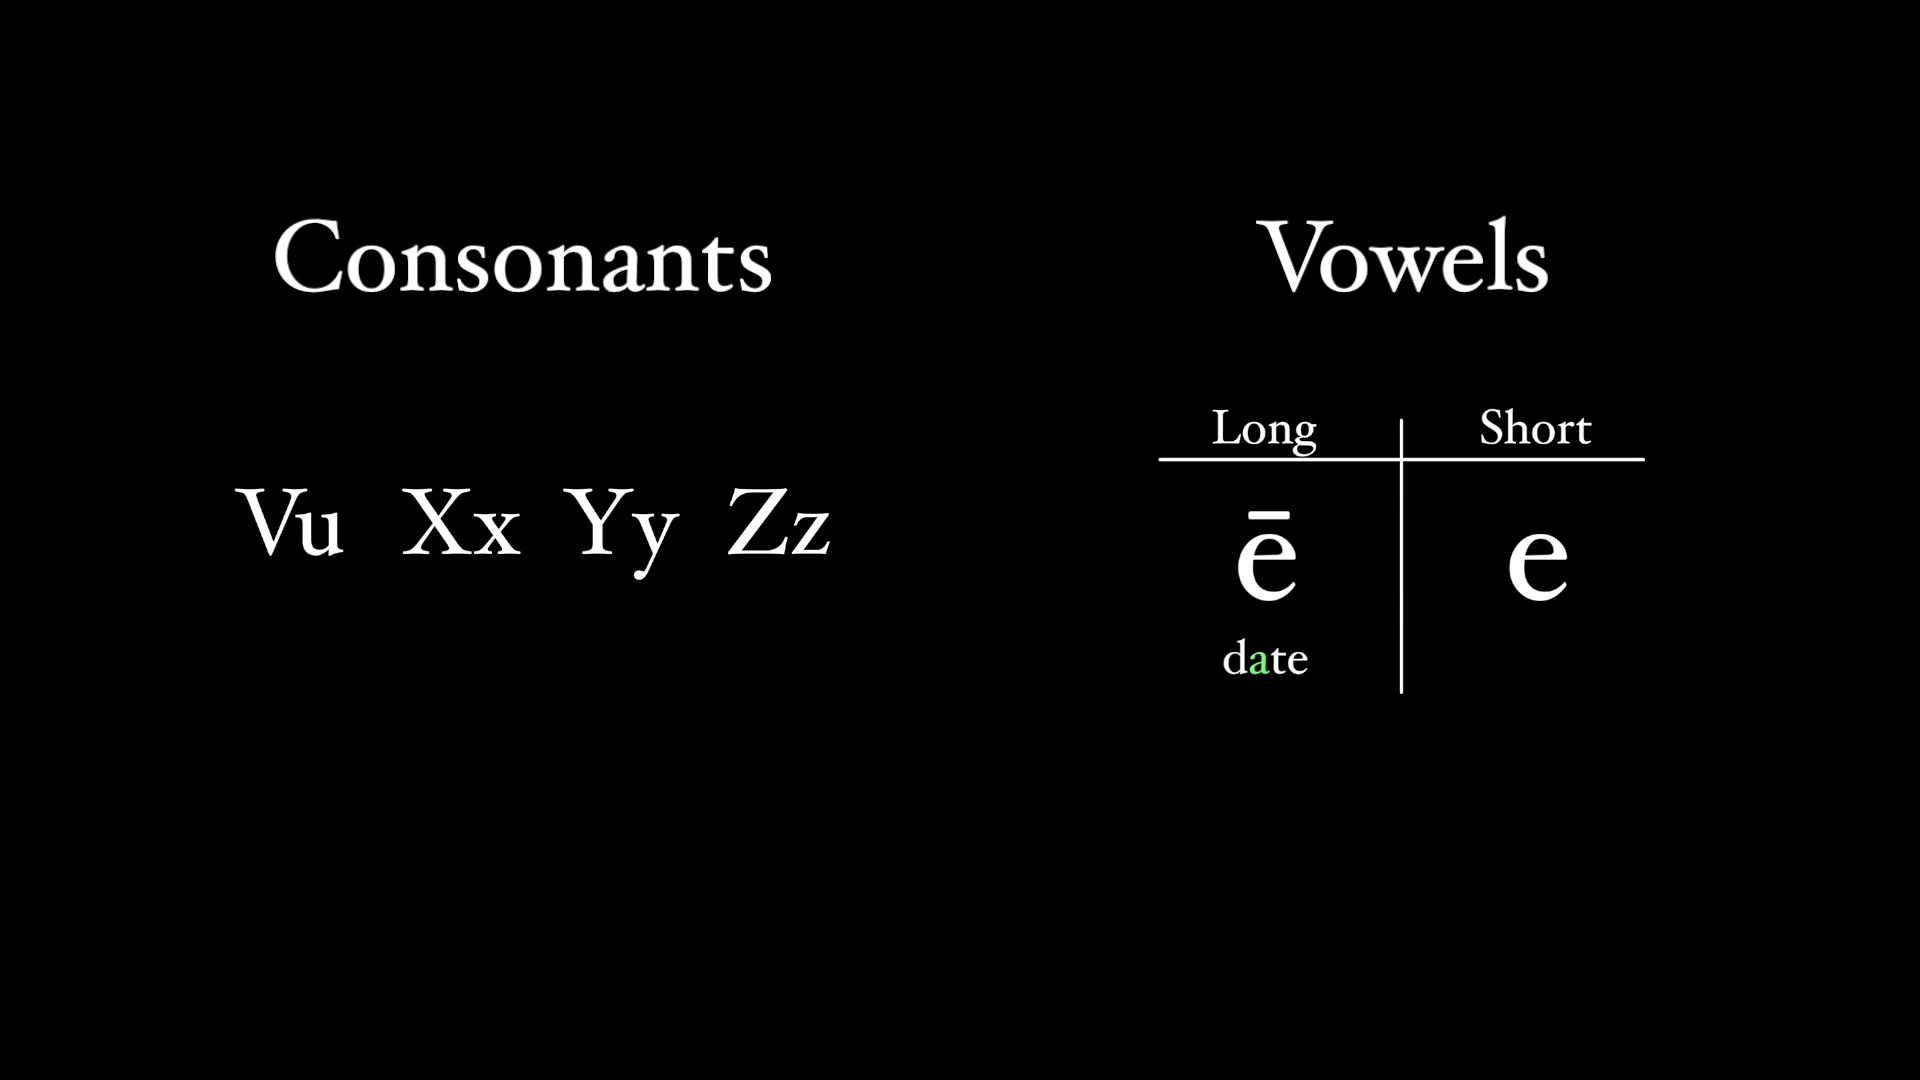 Consonants
Vu Xx Yy Zz
Vowels
Long Short
ē e
date